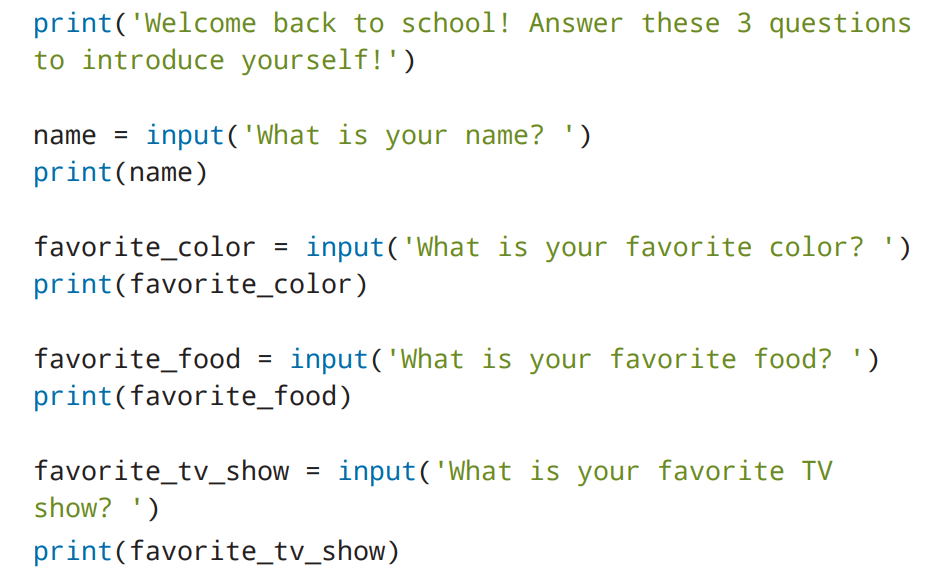 print('Welcome back to school! Answer these 3 questions
to introduce yourself!')
name = input('What is your name? ')
print(name)
favorite_color = input('What is your favorite color? ')
print(favorite_color)
favorite_food = input('What is your favorite food? ')
print(favorite_food)
favorite_tv_show = input('What is your favorite TV
show? ')
print(favorite_tv_show)